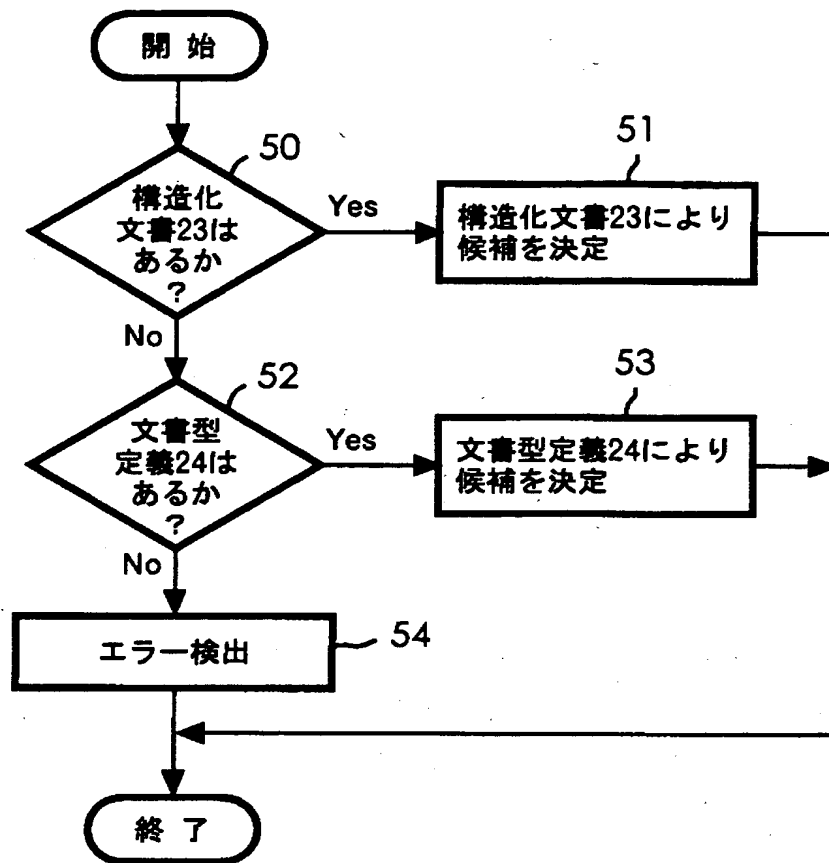 開始
50
構造化
文書23は
あるか
?
Yes
No
51
構造化文書23により
候補を決定
52
文書型
定義24は
あるか
?
Yes
No
53
文書型定義24により
候補を決定
エラー検出
54
終了